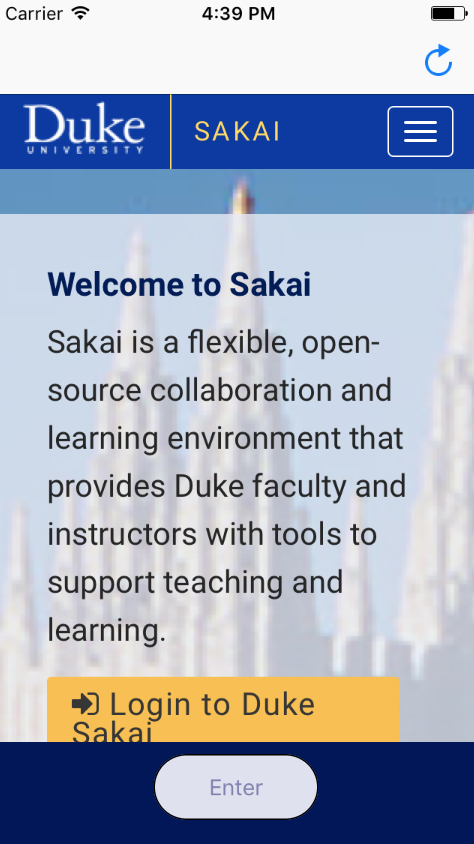 Carrier 4:39 PM
Duke
UNIVERSITY
SAKAI
Welcome to Sakai
Sakai is a flexible, open-
source collaboration and
learning environment that
provides Duke faculty and
instructors with tools to
support teaching and
learning.
Login to Duke
Sakai
Enter